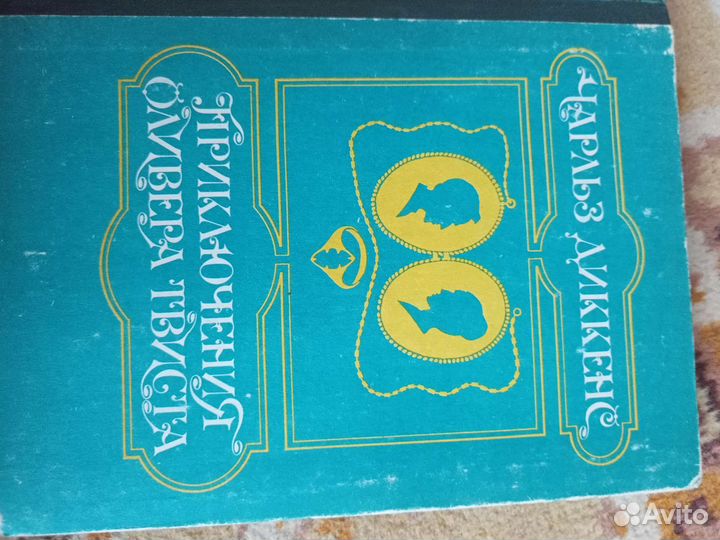 ЧАРЛЬЗ ДИККЕНС
ПРИКЛЮЧЕНИЯ
ОЛИВЕРА ТВИСТА
Avito